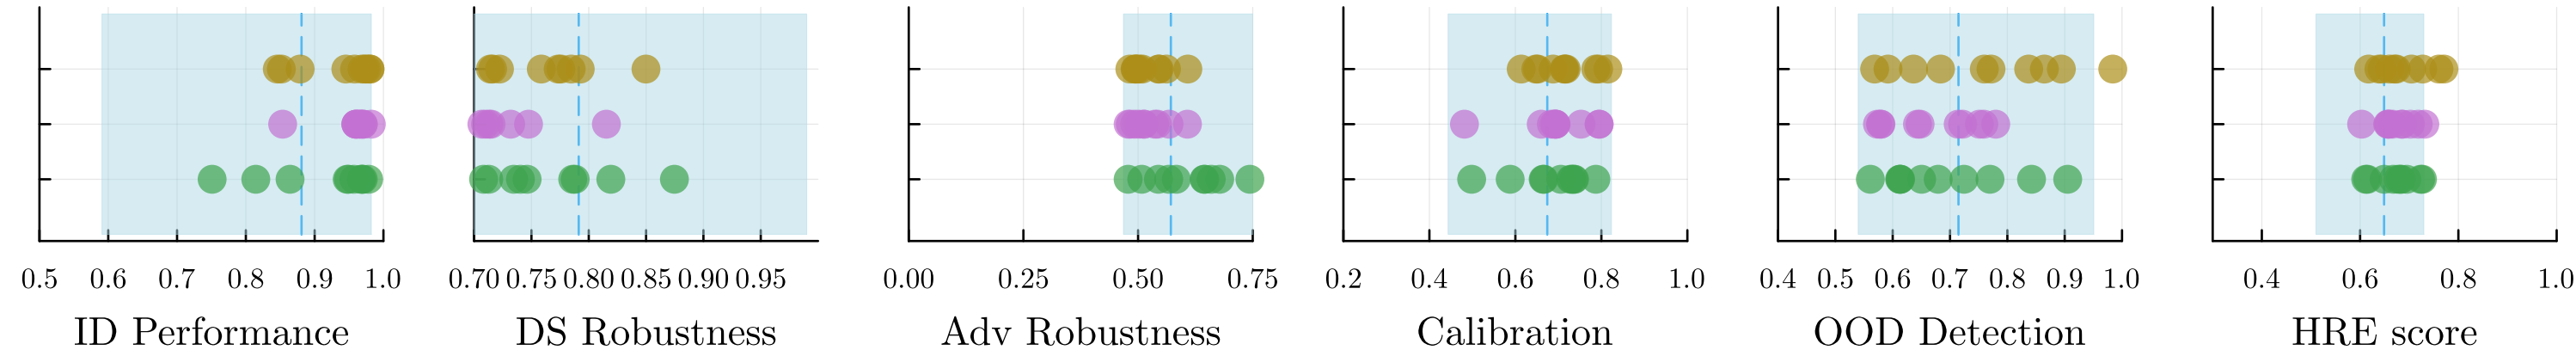 0.5 0.6 0.7 0.8 0.9 1.0
ID Performance
0.70 0.75 0.80 0.85 0.90 0.95
DS Robustness
0.00 0.25 0.50 0.75
Adv Robustness
0.2 0.4 0.6 0.8 1.0
Calibration
0.4 0.5 0.6 0.7 0.8 0.9 1.0
OOD Detection
0.4 0.6 0.8 1.0
HRE score